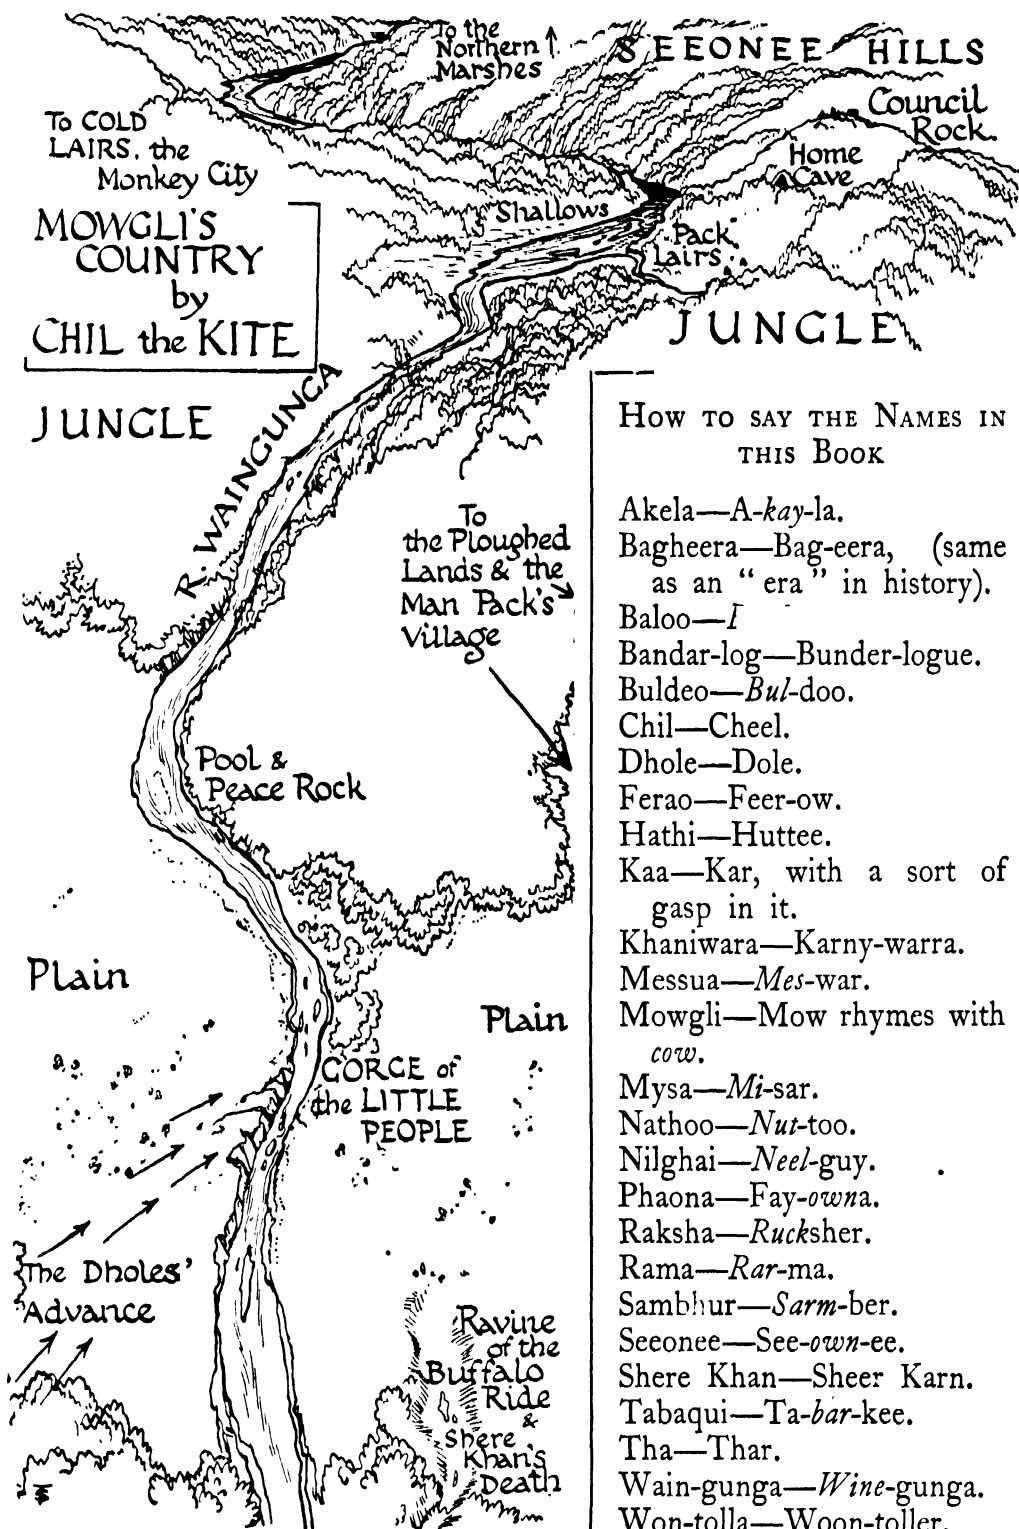 To the
Northern
Marshes
SEEONEE HILLS
Council
Rock.
To COLD
LAIRS, the
Monkey City
Home
Cave
Shallows
Pack
Lairs
MOWGLI'S
COUNTRY
by
CHIL the KITE
JUNGLE
JUNGLE
R. WAINGUNGA
To
the Ploughed
Lands & the
Man Pack's
Village
Pool &
Peace Rock
Plain
Plain
GORGE of
the LITTLE
PEOPLE
The Dholes'
Advance
Ravine
of the
Buffalo
Ride
&
Shere
Khan's
Death
HOW TO SAY THE NAMES IN
THIS BOOK
Akela—A-kay-la.
Bagheera—Bag-eera, (same
as an “era” in history).
Baloo—
Bandar-log—Bunder-logue.
Buldeo—Bul-doo.
Chil—Cheel.
Dhole—Dole.
Ferao—Feer-ow.
Hathi—Huttee.
Kaa—Kar, with a sort of
gasp in it.
Khaniwara—Karny-warra.
Messua—Mes-war.
Mowgli—Mow rhymes with
cow.
Mysa—Mi-sar.
Nathoo—Nut-too.
Nilghai—Neel-guy.
Phaona—Fay-owna.
Raksha—Rucksher.
Rama—Rar-ma.
Sambhur—Sarm-ber.
Seeonee—See-own-ee.
Shere Khan—Sheer Karn.
Tabaqui—Ta-bar-kee.
Tha—Thar.
Wain-gunga—Wine-gunga.
Won-tolla—Woon-toller.